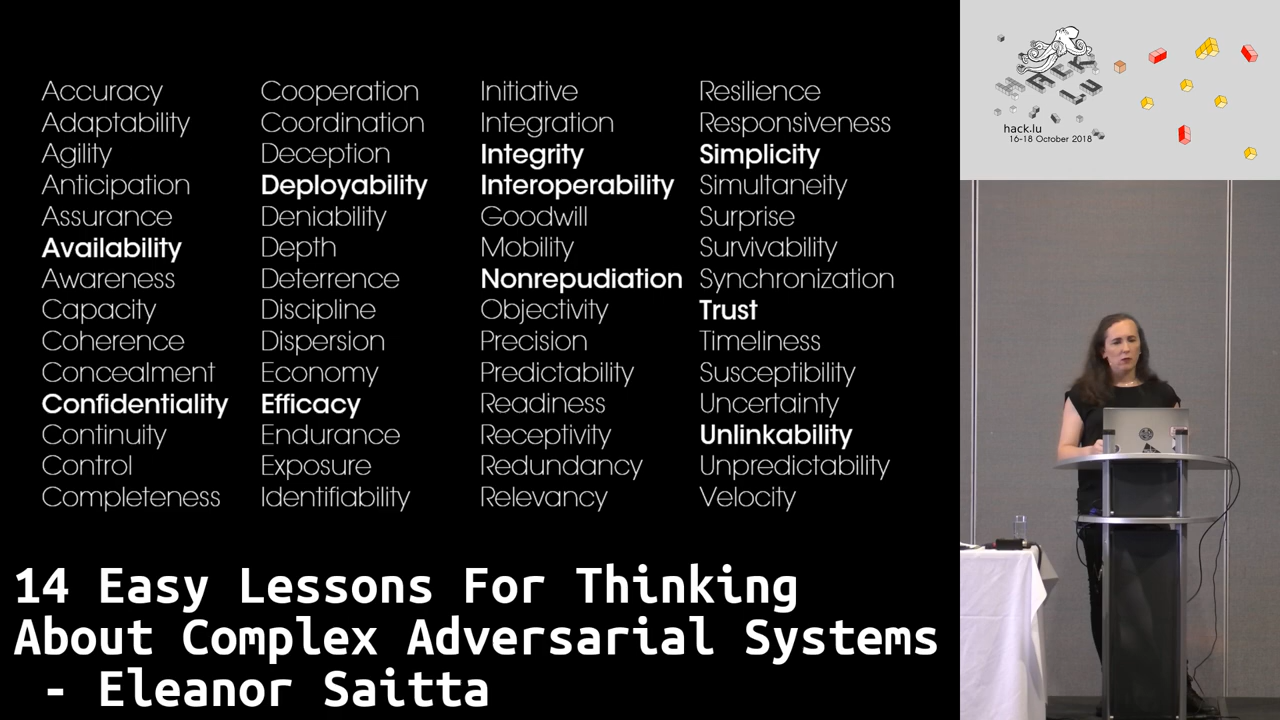 Accuracy
Adaptability
Agility
Anticipation
Assurance
Availability
Awareness
Capacity
Coherence
Concealment
Confidentiality
Continuity
Control
Completeness
Cooperation
Coordination
Deception
Deployability
Deniability
Depth
Deterrence
Discipline
Dispersion
Economy
Efficacy
Endurance
Exposure
Identifiability
Initiative
Integration
Integrity
Interoperability
Goodwill
Mobility
Nonrepudiation
Objectivity
Precision
Predictability
Readiness
Receptivity
Redundancy
Relevancy
Resilience
Responsiveness
Simplicity
Simultaneity
Surprise
Survivability
Synchronization
Trust
Timeliness
Susceptibility
Uncertainty
Unlinkability
Unpredictability
Velocity
14 Easy Lessons For Thinking
About Complex Adversarial Systems
- Eleanor Saitta
HACK
LU
hack.lu
16-18 October 2018